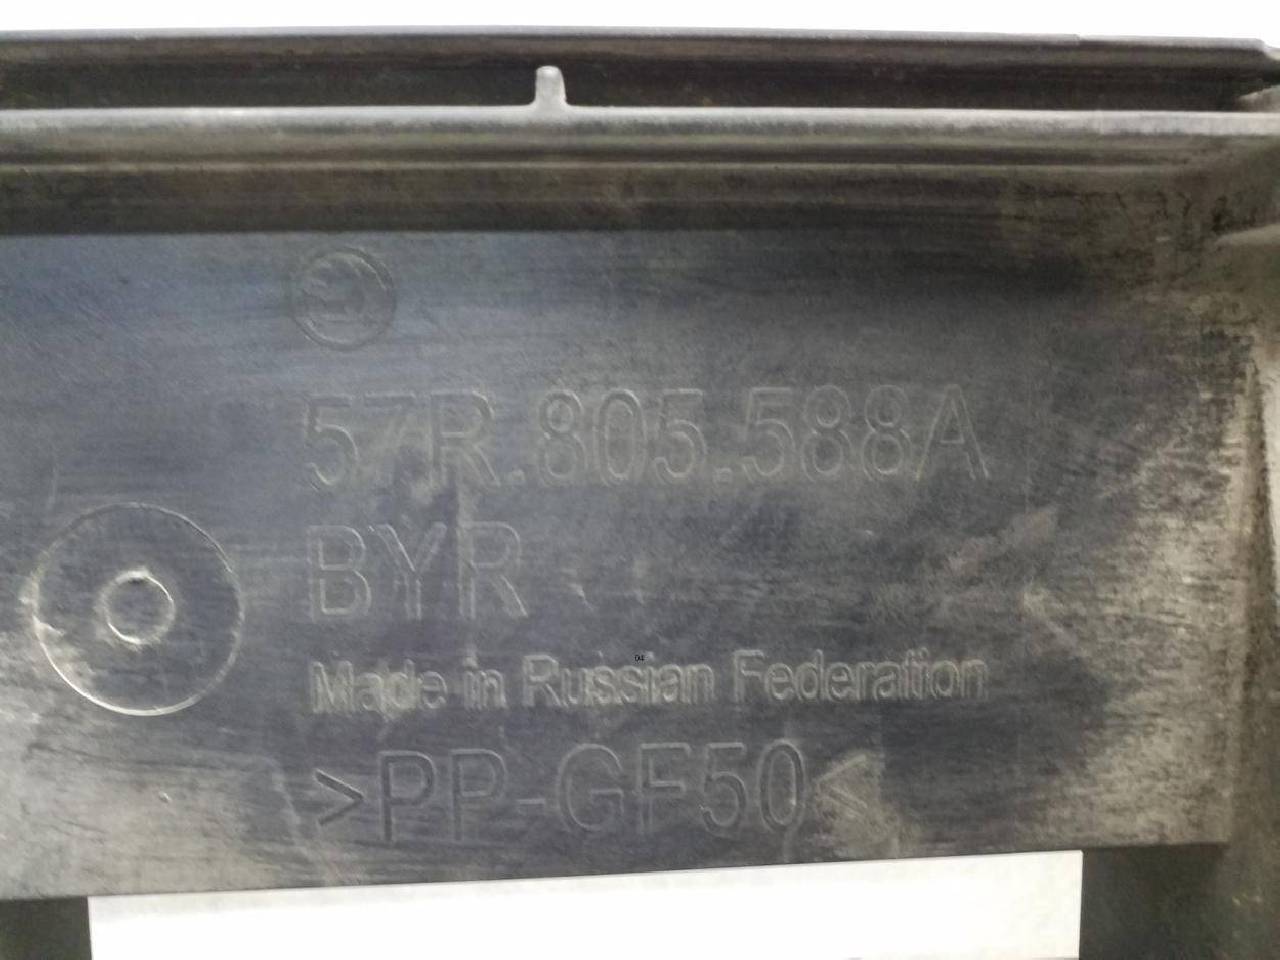 57R.805.588A
BYR
Made in Russian Federation
>PP-GF50<